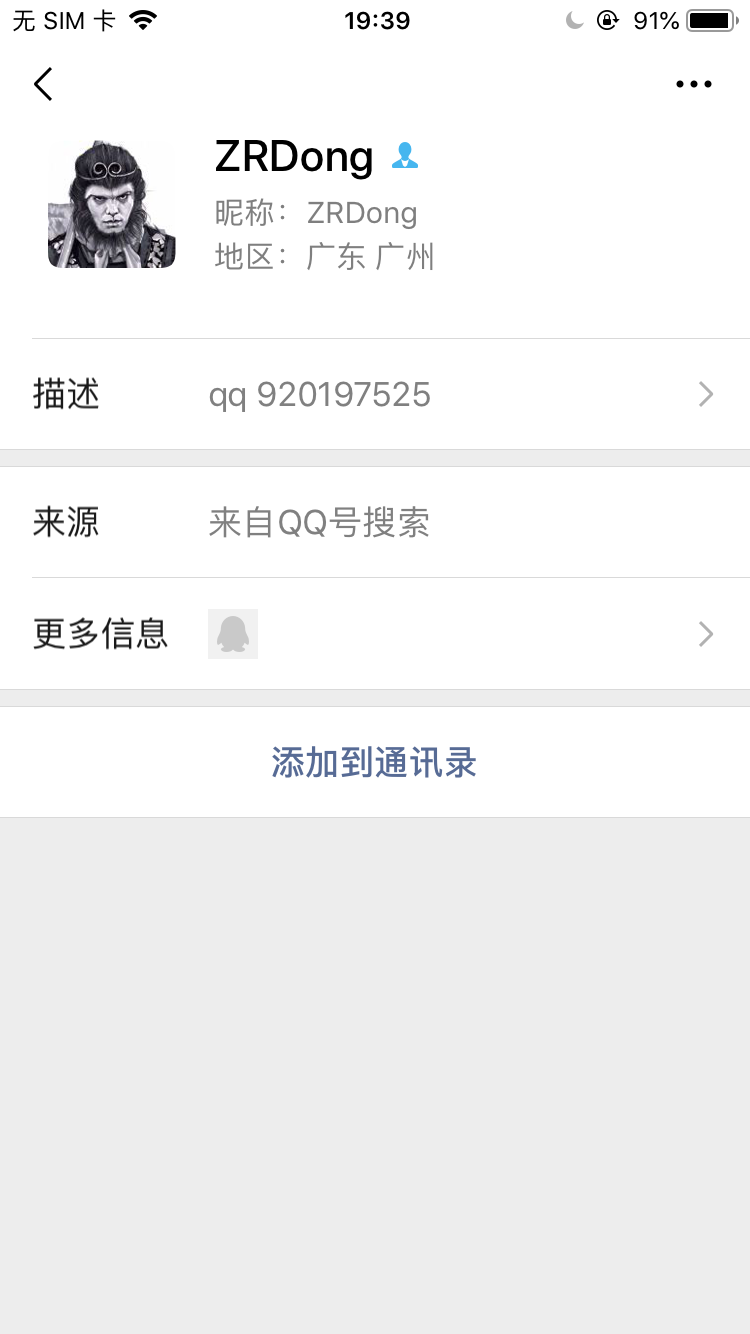 无 SIM 卡 19:39 91%
ZRDong
昵称：ZRDong
地区：广东 广州
描述 qq 920197525
来源 来自QQ号搜索
更多信息
添加到通讯录